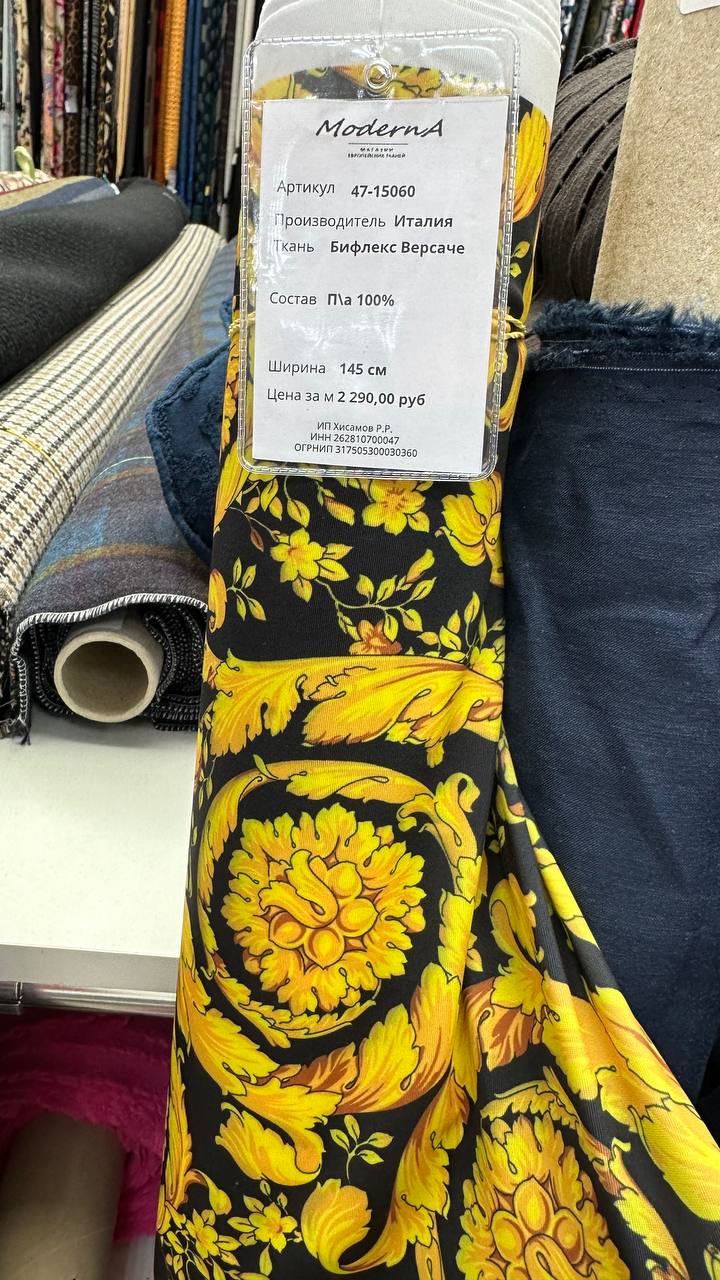 ModernA
МАГАЗИН
ЕВРОПЕЙСКИХ ТКАНЕЙ
Артикул 47-15060
Производитель Италия
Ткань Бифлекс Версаче
Состав П\а 100%
Ширина 145 см
Цена за м 2 290,00 руб
ИП Хисамов Р.Р.
ИНН 262810700047
ОГРНИП 317505300030360